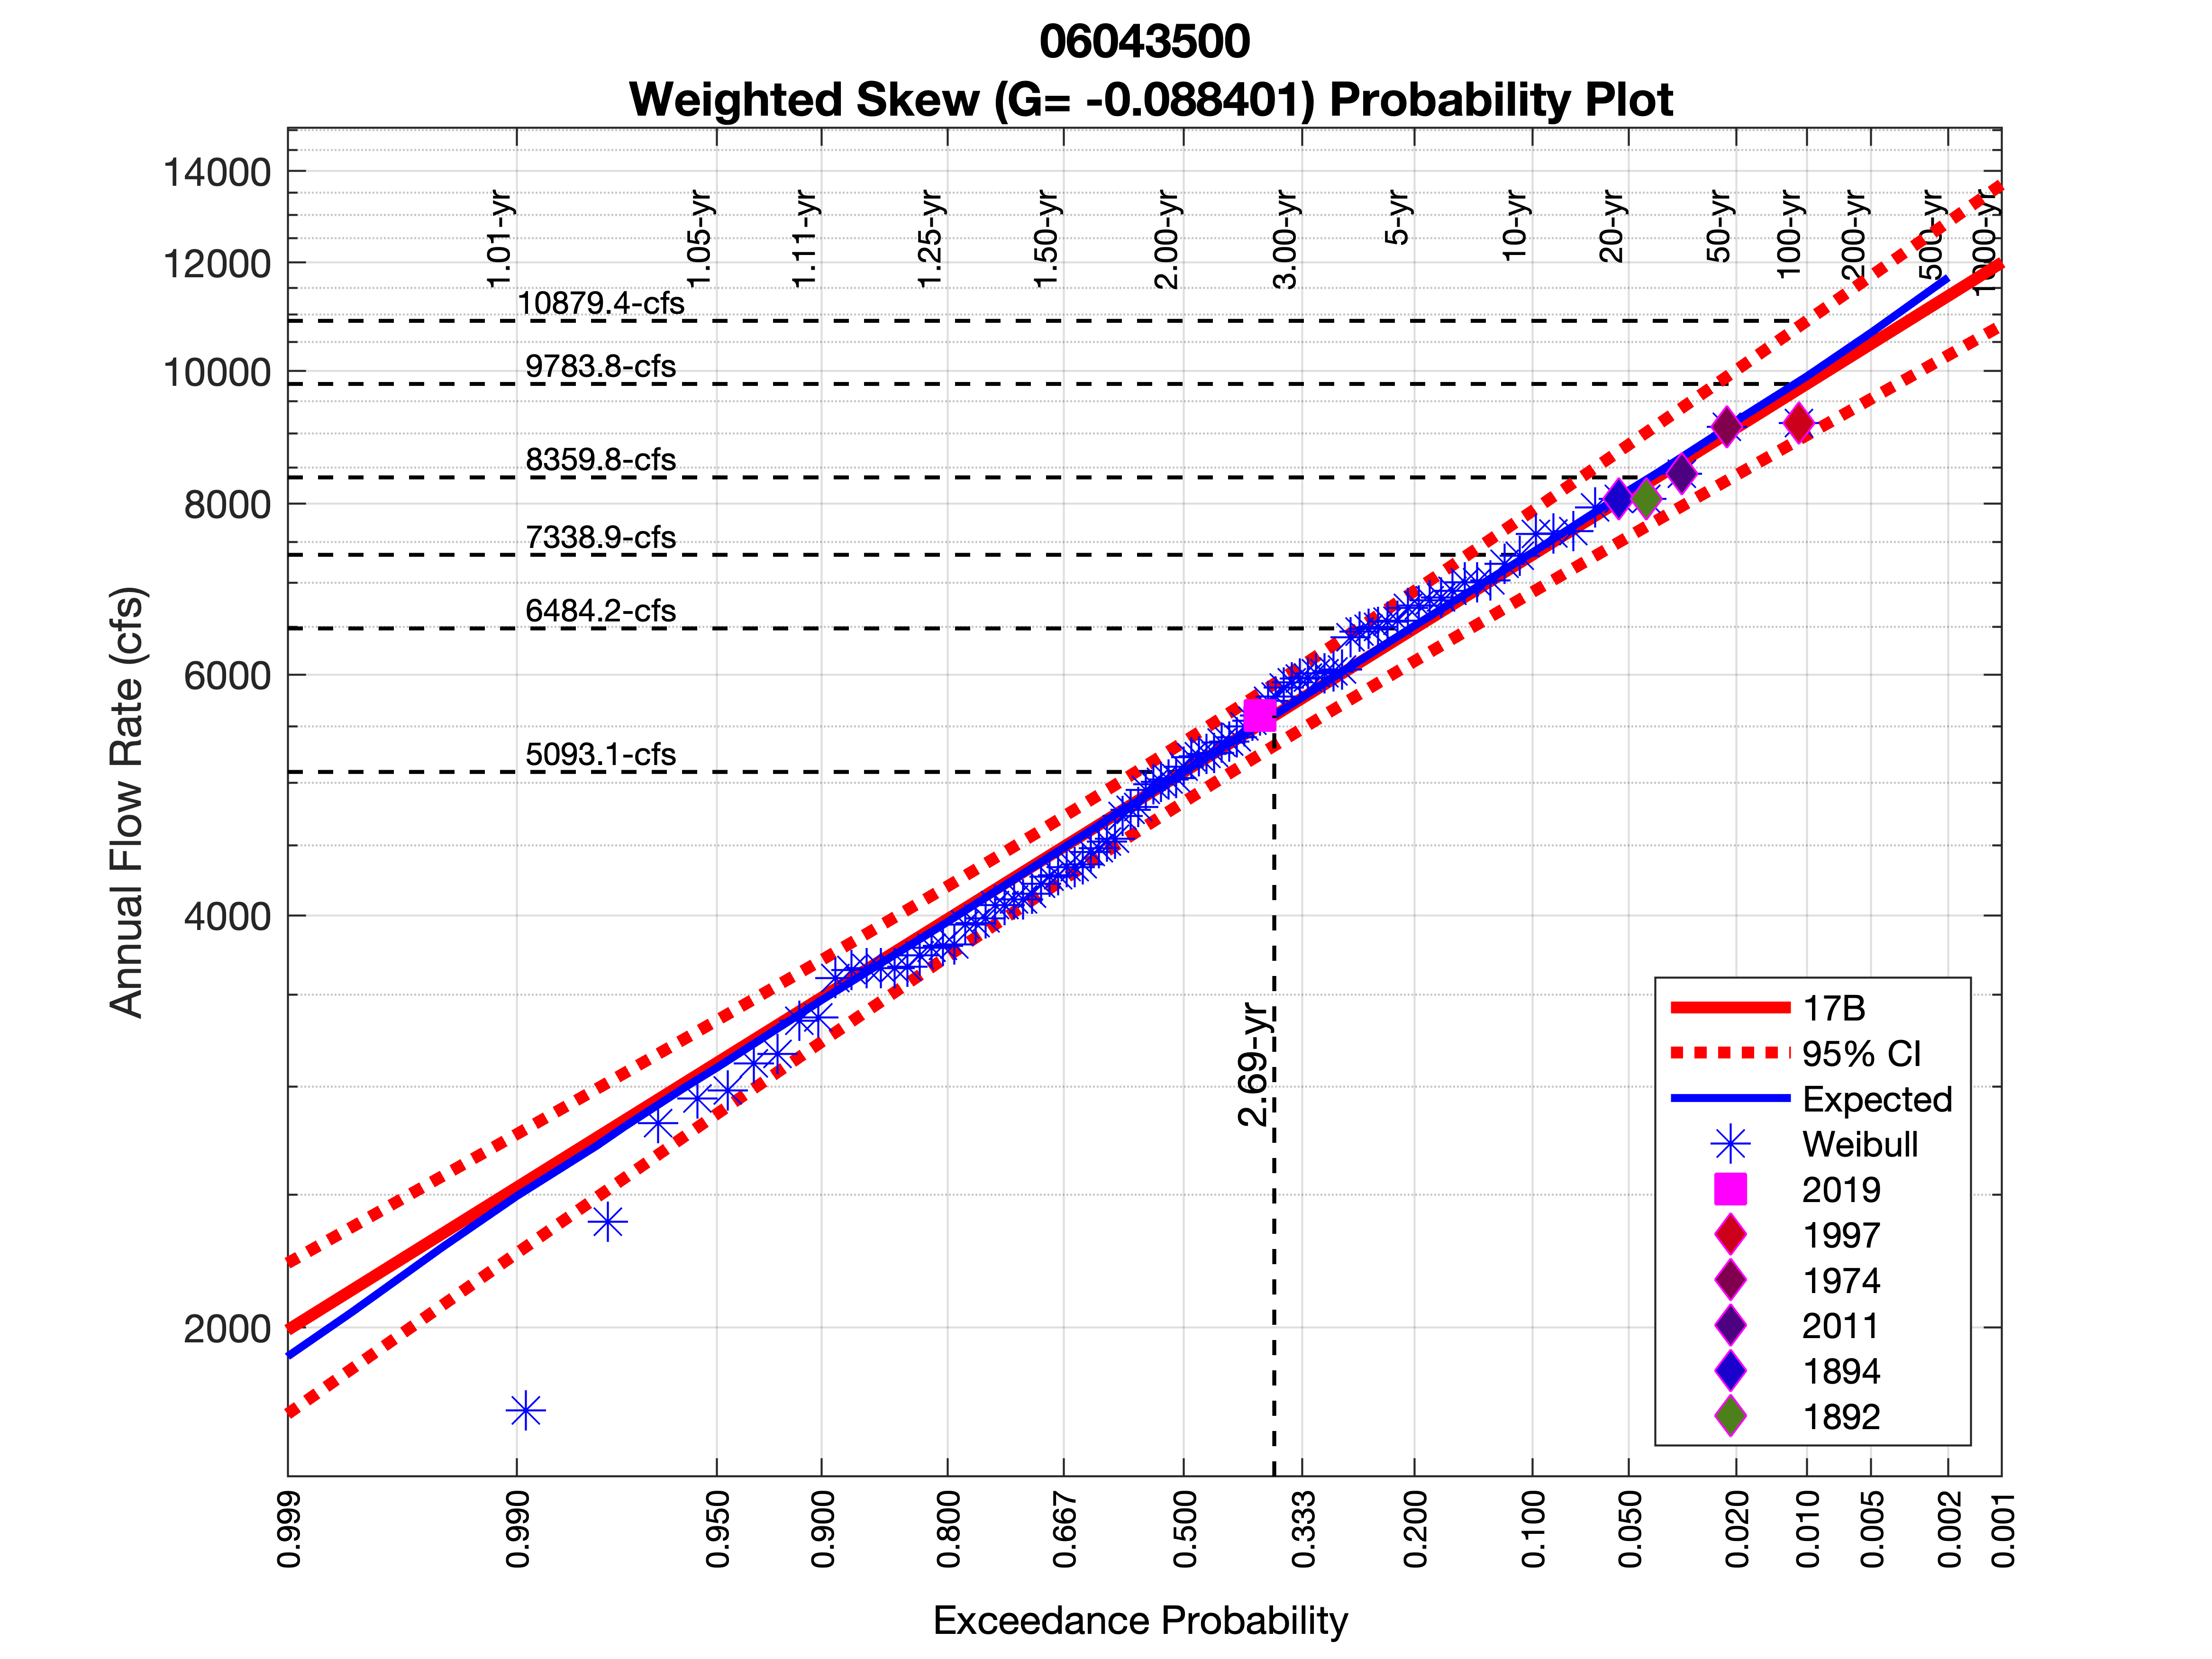 06043500
Weighted Skew (G= -0.088401) Probability Plot
Annual Flow Rate (cfs)
14000
12000
10000
8000
6000
4000
2000
1.01-yr
1.05-yr
1.11-yr
1.25-yr
1.50-yr
2.00-yr
3.00-yr
5-yr
10-yr
20-yr
50-yr
100-yr
200-yr
500-yr
1000-yr
10879.4-cfs
9783.8-cfs
8359.8-cfs
7338.9-cfs
6484.2-cfs
5093.1-cfs
2.69-yr
17B
95% CI
Expected
Weibull
2019
1997
1974
2011
1894
1892
0.999
0.990
0.950
0.900
0.800
0.667
0.500
0.333
0.200
0.100
0.050
0.020
0.010
0.005
0.002
0.001
Exceedance Probability